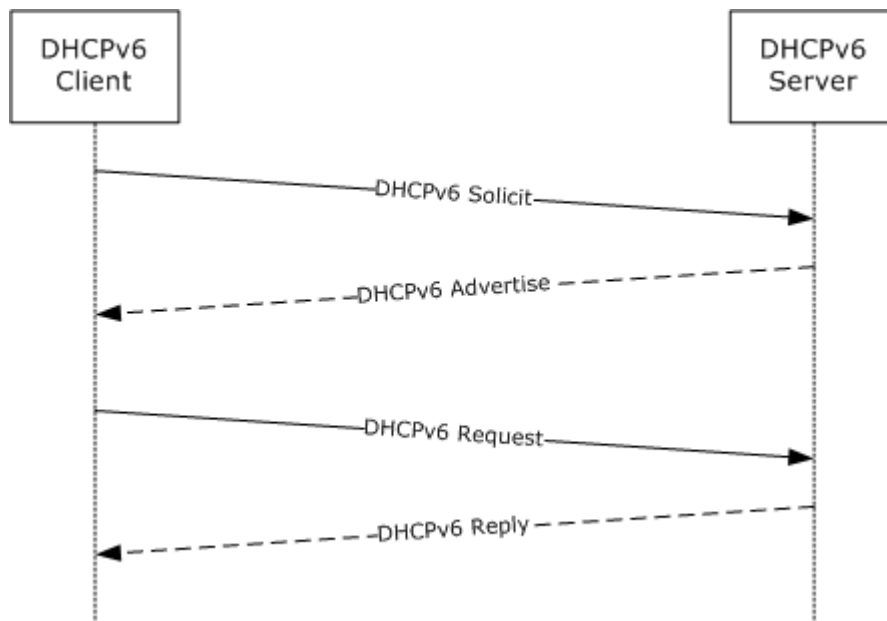 DHCPv6
Client
DHCPv6
Server
DHCPv6 Solicit
DHCPv6 Advertise
DHCPv6 Request
DHCPv6 Reply